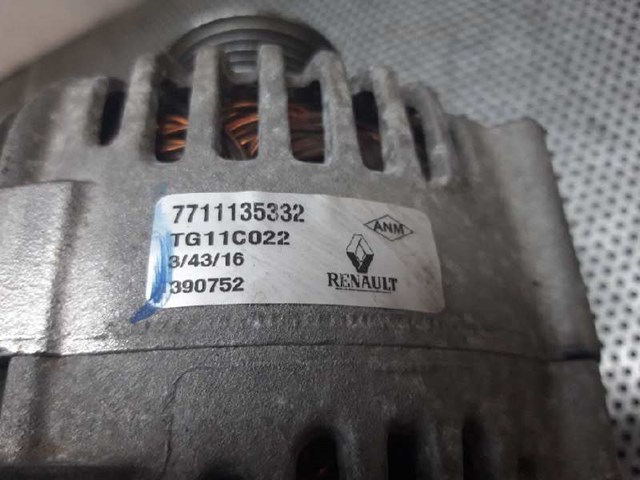 7711135332
TG11C022
3/43/16
390752
ANM
RENAULT